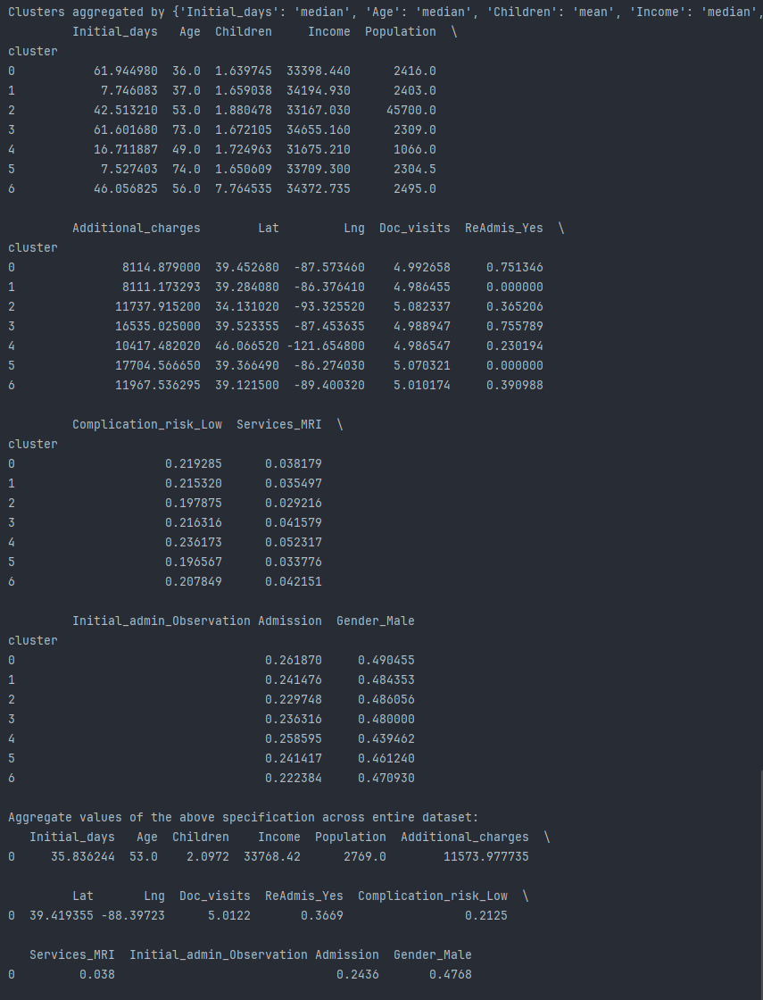 Clusters aggregated by {'Initial_days': 'median', 'Age': 'median', 'Children': 'mean', 'Income': 'median',
         Initial_days   Age  Children     Income  Population  \
cluster
0           61.944980  36.0  1.639745  33398.440      2416.0
1            7.746083  37.0  1.659038  34194.930      2403.0
2           42.513210  53.0  1.880478  33167.030     45700.0
3           61.601680  73.0  1.672105  34655.160      2309.0
4           16.711887  49.0  1.724963  31675.210      1066.0
5            7.527403  74.0  1.650609  33709.300      2304.5
6           46.056825  56.0  7.764535  34372.735      2495.0

         Additional_charges        Lat         Lng  Doc_visits  ReAdmis_Yes  \
cluster
0               8114.879000  39.452680  -87.573460    4.992658     0.751346
1               8111.173293  39.284080  -86.376410    4.986455     0.000000
2              11737.915200  34.131020  -93.325520    5.082337     0.365206
3              16535.025000  39.523355  -87.453635    4.988947     0.755789
4              10417.482020  46.066520 -121.654800    4.986547     0.230194
5              17704.566650  39.366490  -86.274030    5.070321     0.000000
6              11967.536295  39.121500  -89.400320    5.010174     0.390988

         Complication_risk_Low  Services_MRI  \
cluster
0                     0.219285      0.038179
1                     0.215320      0.035497
2                     0.197875      0.029216
3                     0.216316      0.041579
4                     0.236173      0.052317
5                     0.196567      0.033776
6                     0.207849      0.042151

         Initial_admin_Observation Admission  Gender_Male
cluster
0                                   0.261870     0.490455
1                                   0.241476     0.484353
2                                   0.229748     0.486056
3                                   0.236316     0.480000
4                                   0.258595     0.439462
5                                   0.241417     0.461240
6                                   0.222384     0.470930

Aggregate values of the above specification across entire dataset:
   Initial_days   Age  Children    Income  Population  Additional_charges  \
0     35.836244  53.0    2.0972  33768.42      2769.0        11573.977735

         Lat       Lng  Doc_visits  ReAdmis_Yes  Complication_risk_Low  \
0  39.419355 -88.39723      5.0122       0.3669                 0.2125

   Services_MRI  Initial_admin_Observation Admission  Gender_Male
0         0.038                               0.2436       0.4768